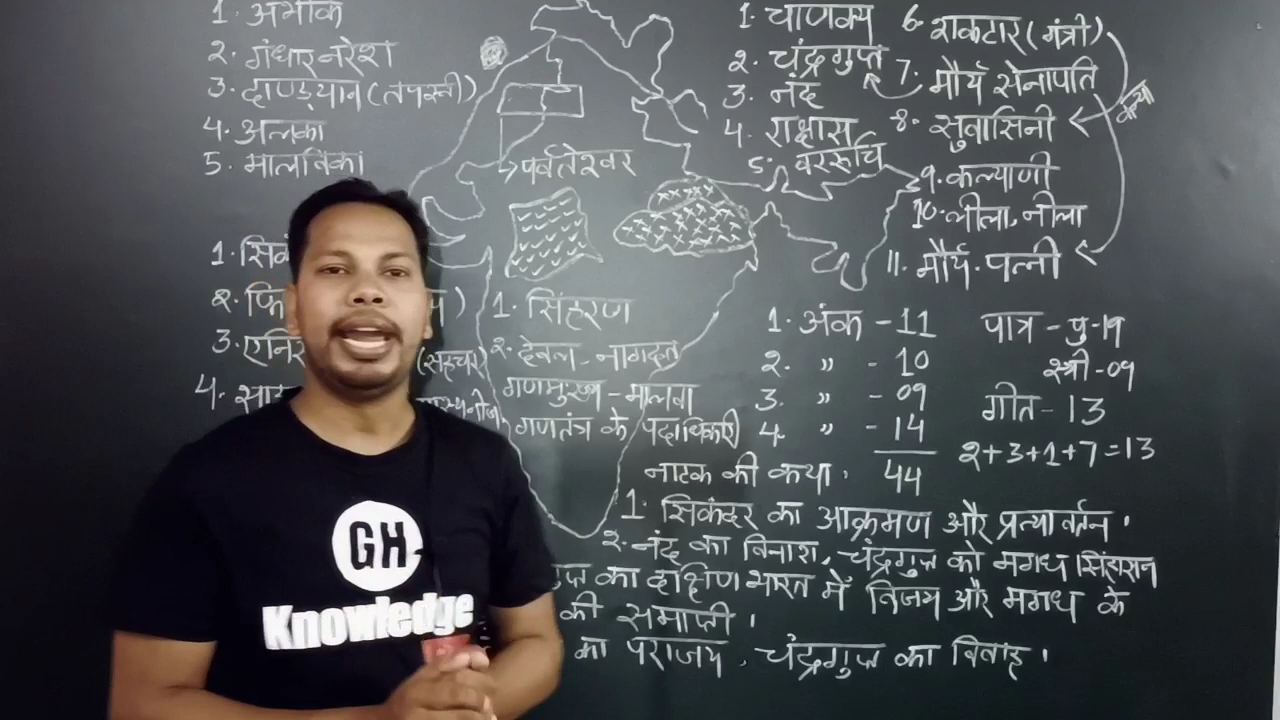 1. अभीक
2. गंधार नरेश
3. दाण्ड्यान (तपस्वी)
4. अलका
5. मालविका
→ पर्वतेश्वर
1. चाणक्य
2. चंद्रगुप्त
3. नंद
4. राक्षस
5. वररूचि
6. शकटार (मंत्री)
7. मौर्य सेनापति
8. सुवासिनी
कन्या
9. कल्याणी
10. लीला, नीला
11. मौर्य-पत्नी
1. सिकं
2. फि
3. एनि (सहचर)
4. सा
1. सिंहरण
2. देवल - नागदत्त
गणमुख्य - मालवा
गणतंत्र के पदाधिकारी)
1. अंक - 11
2. " - 10
3. " - 09
4. " - 14
44
पात्र - पु-19
स्त्री-09
गीत - 13
2+3+1+7=13
नाटक की कथा.
1. सिकंदर का आक्रमण और प्रत्यावर्तन.
2. नंद का विनाश, चंद्रगुप्त को मगध सिंहासन
गुप्त का दक्षिण भारत में विजय और मगध के
की समाप्ती.
का पराजय, चंद्रगुप्त का विवाह.
GH
Knowledge